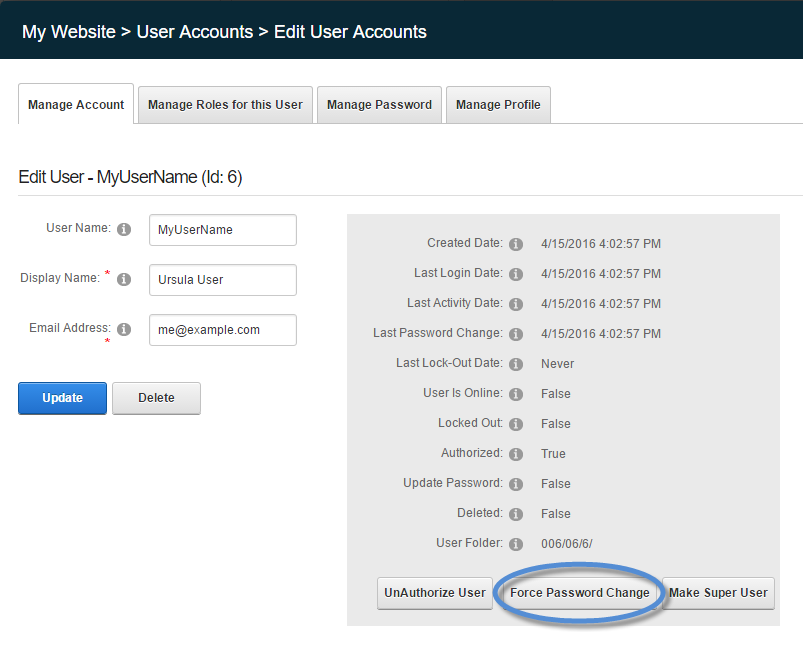 My Website > User Accounts > Edit User Accounts
Manage Account Manage Roles for this User Manage Password Manage Profile
Edit User - MyUserName (Id: 6)
User Name: MyUserName
Display Name: * Ursula User
Email Address: me@example.com
*
Update Delete
Created Date: 4/15/2016 4:02:57 PM
Last Login Date: 4/15/2016 4:02:57 PM
Last Activity Date: 4/15/2016 4:02:57 PM
Last Password Change: 4/15/2016 4:02:57 PM
Last Lock-Out Date: Never
User Is Online: False
Locked Out: False
Authorized: True
Update Password: False
Deleted: False
User Folder: 006/06/6/
UnAuthorize User Force Password Change Make Super User